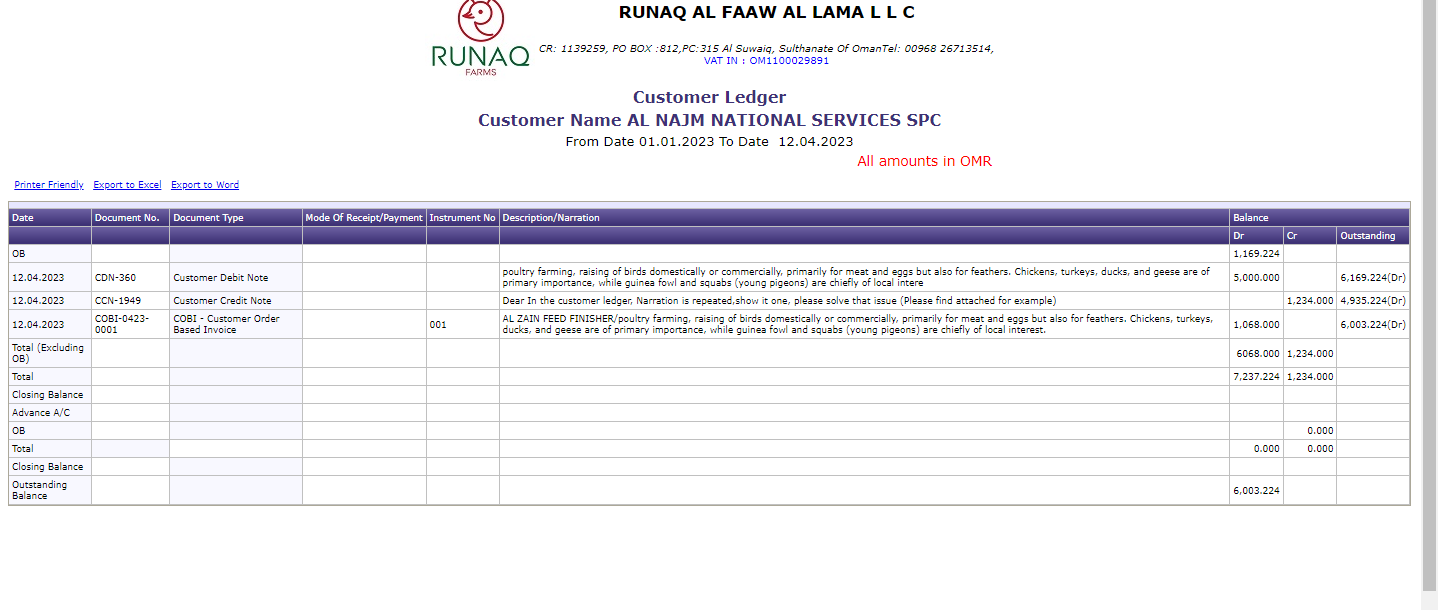 RUNAQ
FARMS
RUNAQ AL FAAW AL LAMA L L C
CR: 1139259, PO BOX :812,PC:315 Al Suwaiq, Sulthanate Of OmanTel: 00968 26713514,
VAT IN : OM1100029891
Customer Ledger
Customer Name AL NAJM NATIONAL SERVICES SPC
From Date 01.01.2023 To Date 12.04.2023
All amounts in OMR
Printer Friendly Export to Excel Export to Word
Date Document No. Document Type Mode Of Receipt/Payment Instrument No Description/Narration Balance
Dr Cr Outstanding
OB 1,169.224
12.04.2023 CDN-360 Customer Debit Note poultry farming, raising of birds domestically or commercially, primarily for meat and eggs but also for feathers. Chickens, turkeys, ducks, and geese are of
primary importance, while guinea fowl and squabs (young pigeons) are chiefly of local intere 5,000.000 6,169.224(Dr)
12.04.2023 CCN-1949 Customer Credit Note Dear In the customer ledger, Narration is repeated,show it one, please solve that issue (Please find attached for example) 1,234.000 4,935.224(Dr)
12.04.2023 COBI-0423-
0001 COBI - Customer Order
Based Invoice 001 AL ZAIN FEED FINISHER/poultry farming, raising of birds domestically or commercially, primarily for meat and eggs but also for feathers. Chickens, turkeys,
ducks, and geese are of primary importance, while guinea fowl and squabs (young pigeons) are chiefly of local interest. 1,068.000 6,003.224(Dr)
Total (Excluding
OB) 6068.000 1,234.000
Total 7,237.224 1,234.000
Closing Balance
Advance A/C
OB 0.000
Total 0.000 0.000
Closing Balance
Outstanding
Balance 6,003.224